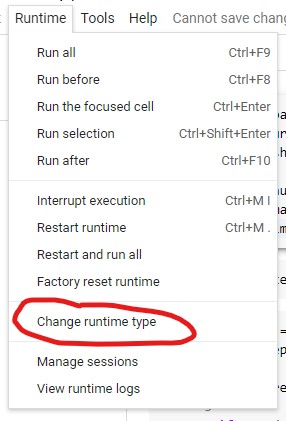 Runtime Tools Help Cannot save chan
Run all Ctrl+F9
Run before Ctrl+F8
Run the focused cell Ctrl+Enter
Run selection Ctrl+Shift+Enter
Run after Ctrl+F10
Interrupt execution Ctrl+M I
Restart runtime Ctrl+M .
Restart and run all
Factory reset runtime
Change runtime type
Manage sessions
View runtime logs